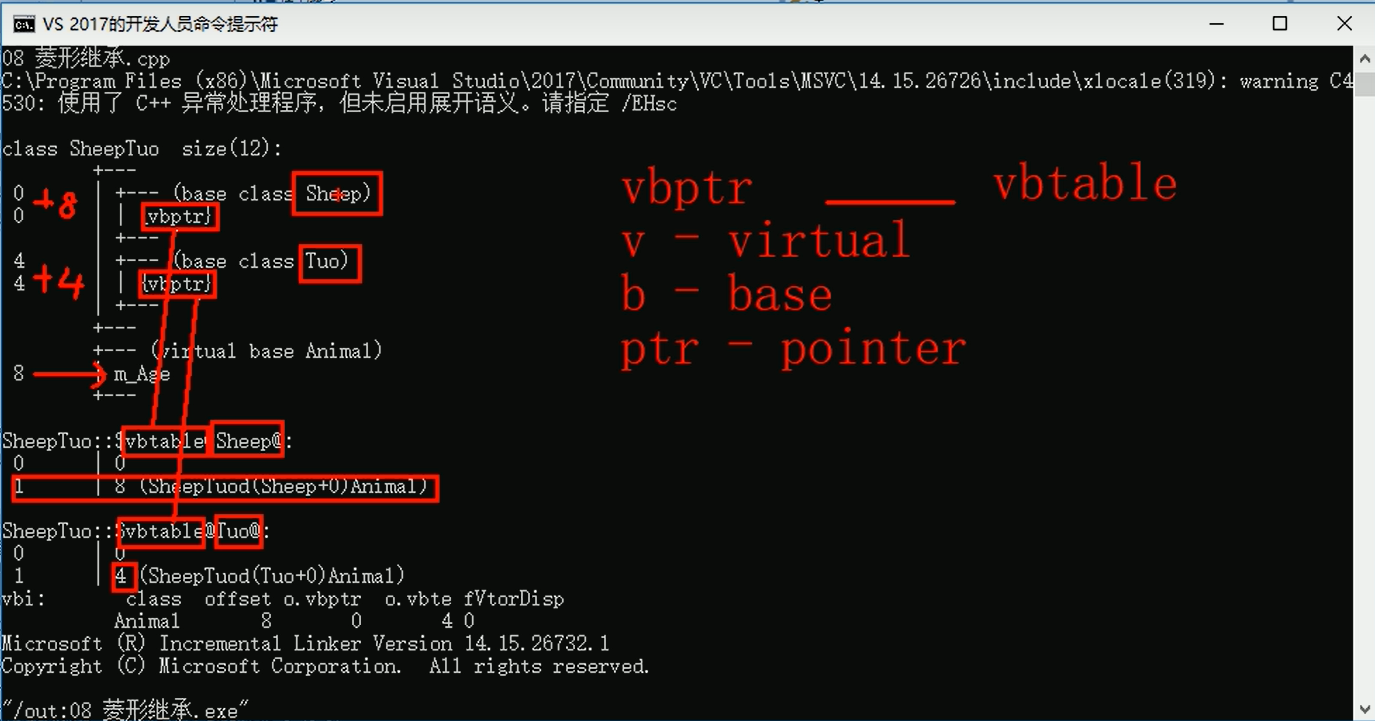 VS 2017的开发人员命令提示符
08 菱形继承.cpp
C:\Program Files (x86)\Microsoft Visual Studio\2017\Community\VC\Tools\MSVC\14.15.26726\include\xlocale(319): warning C4
530: 使用了 C++ 异常处理程序，但未启用展开语义。请指定 /EHsc
class SheepTuo size(12):
+---
0 +8 | +--- (base class Sheep)
0 | | {vbptr}
| +---
4 +4 | +--- (base class Tuo)
4 | | {vbptr}
| +---
+---
+--- (virtual base Animal)
8 | m_Age
+---
vbptr ______ vbtable
v - virtual
b - base
ptr - pointer
SheepTuo::$vbtable@Sheep@:
0 | 0
1 | 8 (SheepTuod(Sheep+0)Animal)
SheepTuo::$vbtable@Tuo@:
0 | 0
1 | 4 (SheepTuod(Tuo+0)Animal)
vbi: class offset o.vbptr o.vbte fVtorDisp
Animal 8 0 4 0
Microsoft (R) Incremental Linker Version 14.15.26732.1
Copyright (C) Microsoft Corporation. All rights reserved.
"/out:08 菱形继承.exe"